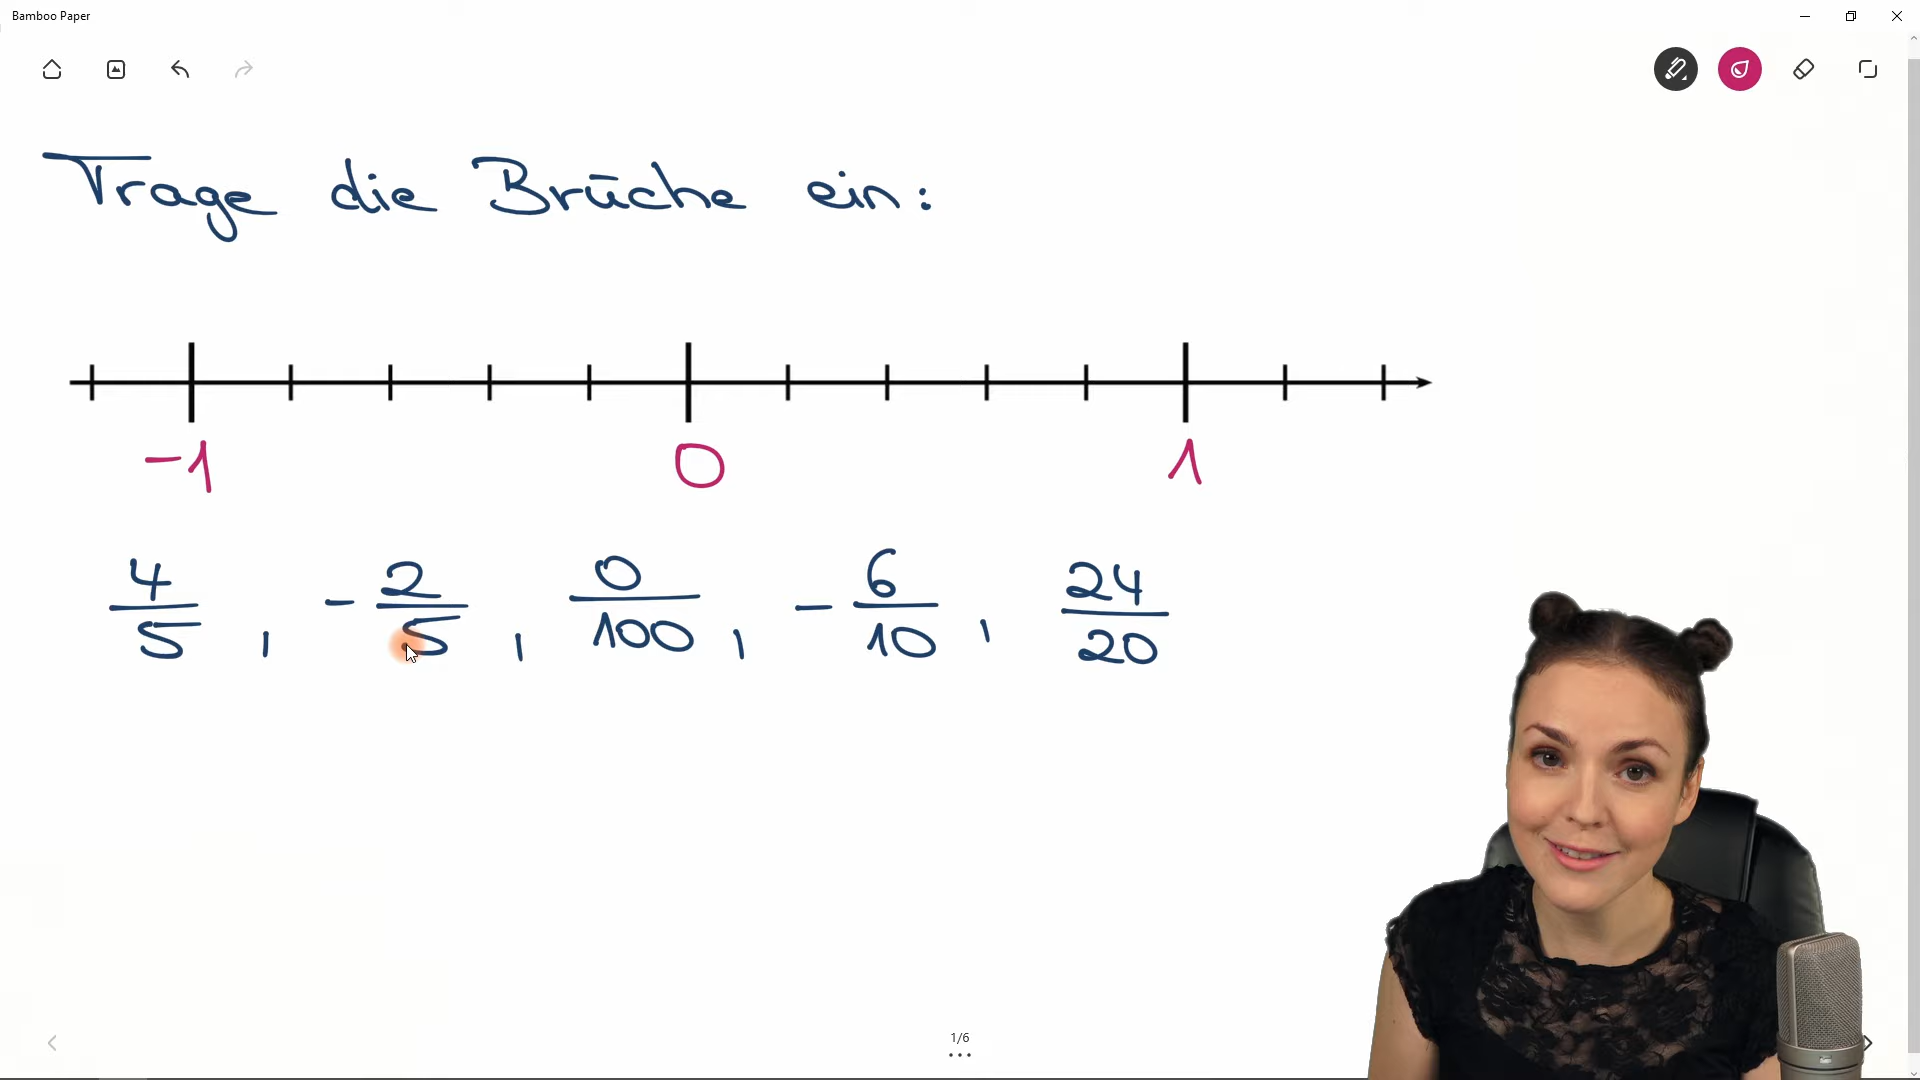 Bamboo Paper
Trage die Brüche ein:
-1 0 1
4/5 , -2/5 , 0/100 , -6/10 , 24/20
1/6